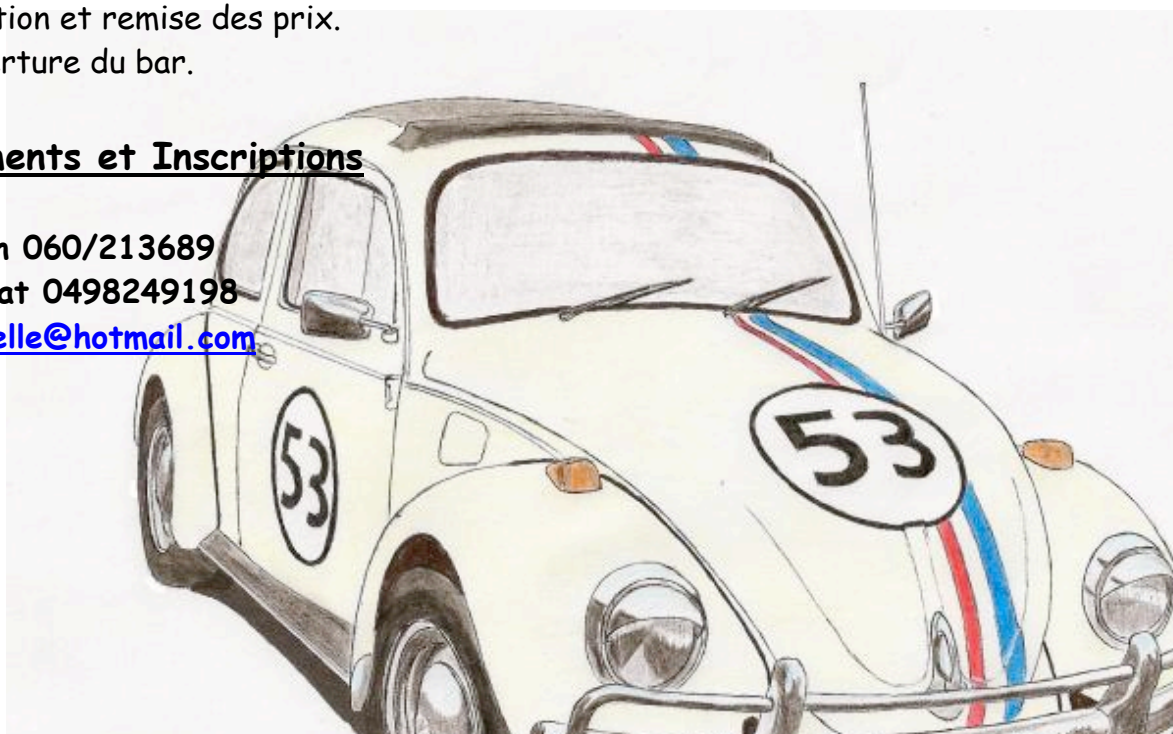 tion et remise des prix.
rture du bar.
ments et Inscriptions
n 060/213689
at 0498249198
elle@hotmail.com
53
53